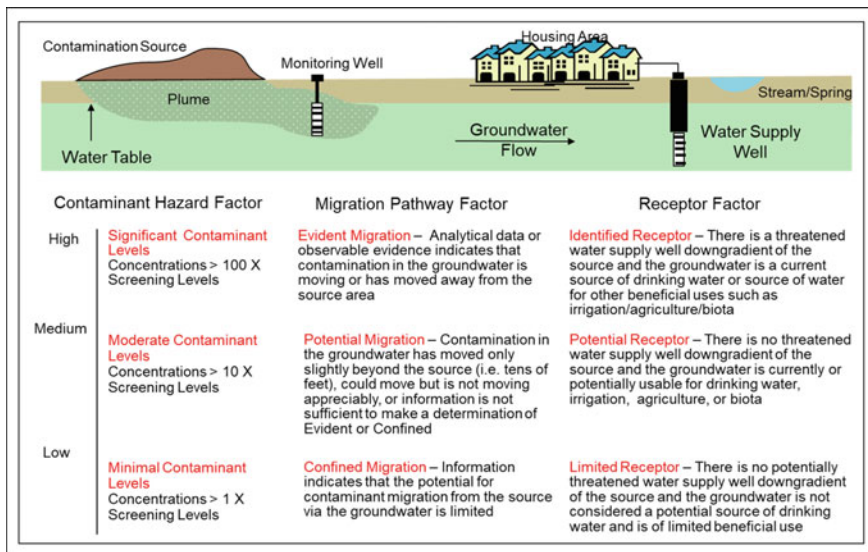 Contamination Source
Housing Area
Monitoring Well
Plume
Stream/Spring
Groundwater
Flow
Water Supply
Well
Water Table
Contaminant Hazard Factor
Migration Pathway Factor
Receptor Factor
High
Significant Contaminant
Levels
Concentrations > 100 X
Screening Levels
Evident Migration – Analytical data or
observable evidence indicates that
contamination in the groundwater is
moving or has moved away from the
source area
Identified Receptor – There is a threatened
water supply well downgradient of the
source and the groundwater is a current
source of drinking water or source of water
for other beneficial uses such as
irrigation/agriculture/biota
Medium
Moderate Contaminant
Levels
Concentrations > 10 X
Screening Levels
Potential Migration – Contamination in
the groundwater has moved only
slightly beyond the source (i.e. tens of
feet), could move but is not moving
appreciably, or information is not
sufficient to make a determination of
Evident or Confined
Potential Receptor – There is no threatened
water supply well downgradient of the
source and the groundwater is currently or
potentially usable for drinking water,
irrigation, agriculture, or biota
Low
Minimal Contaminant
Levels
Concentrations > 1 X
Screening Levels
Confined Migration – Information
indicates that the potential for
contaminant migration from the source
via the groundwater is limited
Limited Receptor – There is no potentially
threatened water supply well downgradient
of the source and the groundwater is not
considered a potential source of drinking
water and is of limited beneficial use